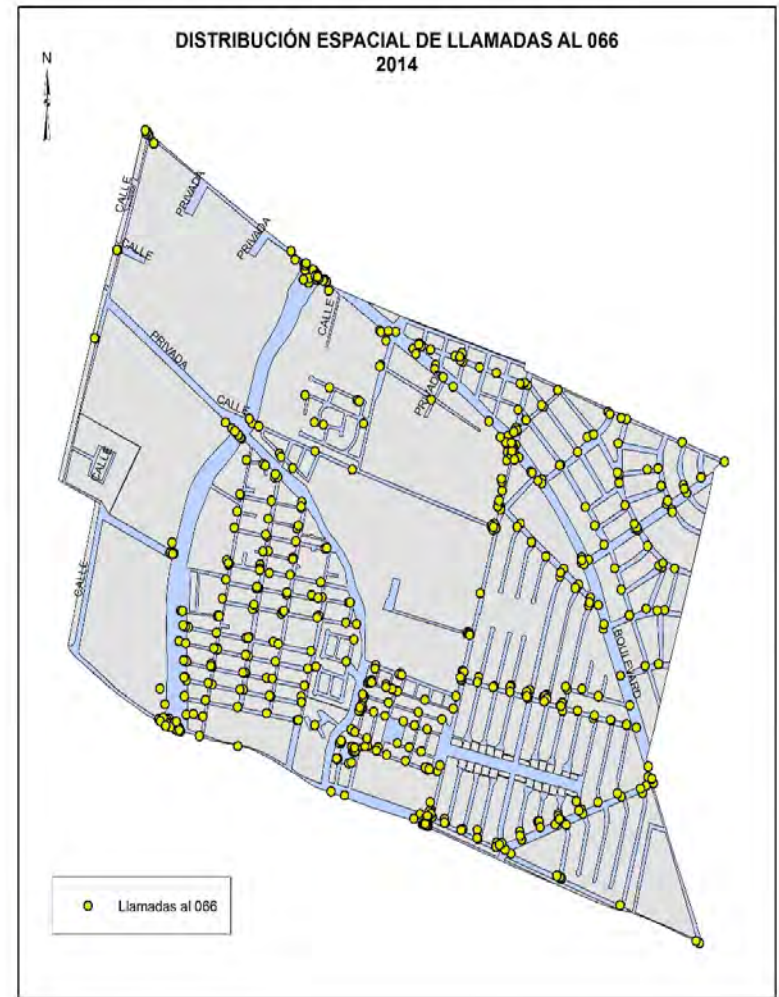 DISTRIBUCIÓN ESPACIAL DE LLAMADAS AL 066
2014
N
CALLE
PRIVADA
PRIVADA
CALLE
CALLE
PRIVADA
PRIVADA
CALLE
CALLE
CALLE
BOULEVARD
Llamadas al 066